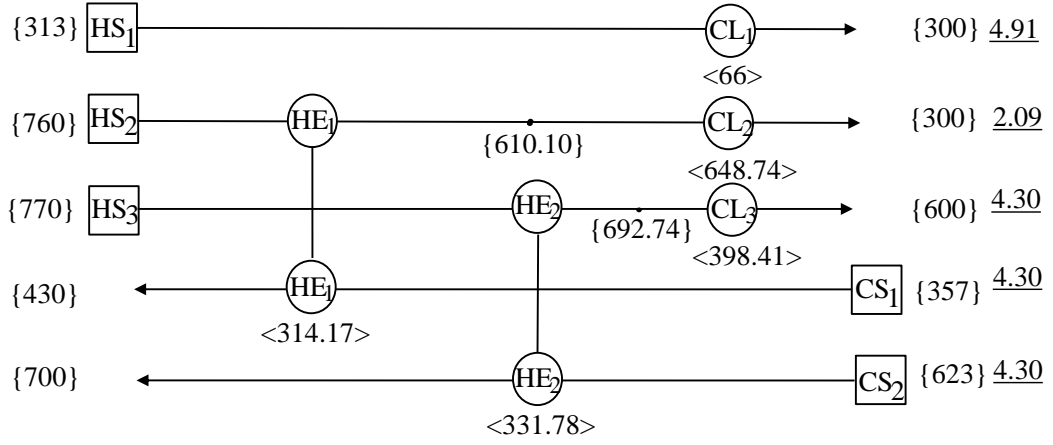 {313} HS1 CL1 {300} 4.91
<66>
{760} HS2 HE1 {610.10} CL2 {300} 2.09
<648.74>
{770} HS3 HE2 {692.74} CL3 {600} 4.30
<398.41>
{430} HE1 CS1 {357} 4.30
<314.17>
{700} HE2 CS2 {623} 4.30
<331.78>